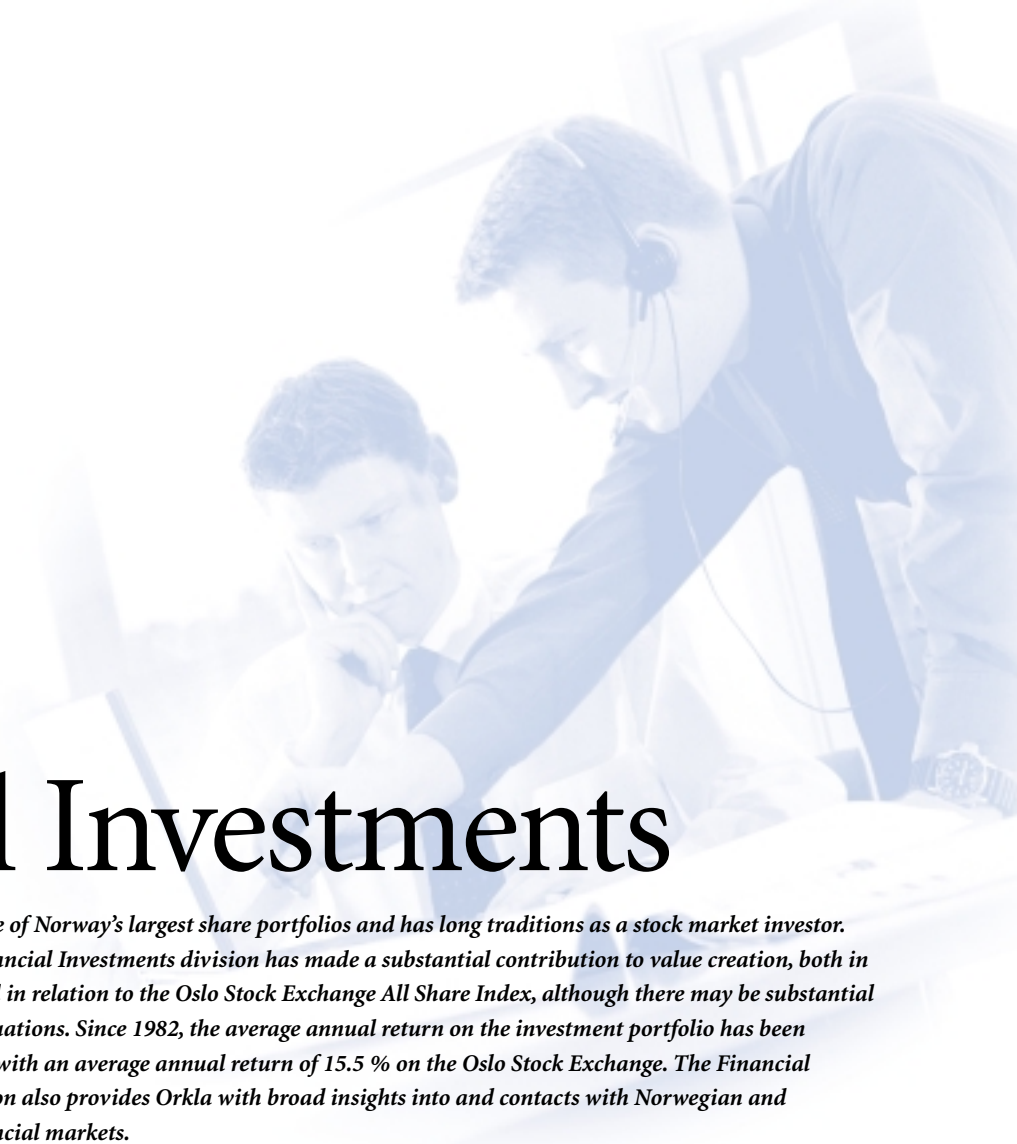 l Investments
e of Norway’s largest share portfolios and has long traditions as a stock market investor.
ancial Investments division has made a substantial contribution to value creation, both in
l in relation to the Oslo Stock Exchange All Share Index, although there may be substantial
uations. Since 1982, the average annual return on the investment portfolio has been
with an average annual return of 15.5 % on the Oslo Stock Exchange. The Financial
on also provides Orkla with broad insights into and contacts with Norwegian and
ncial markets.